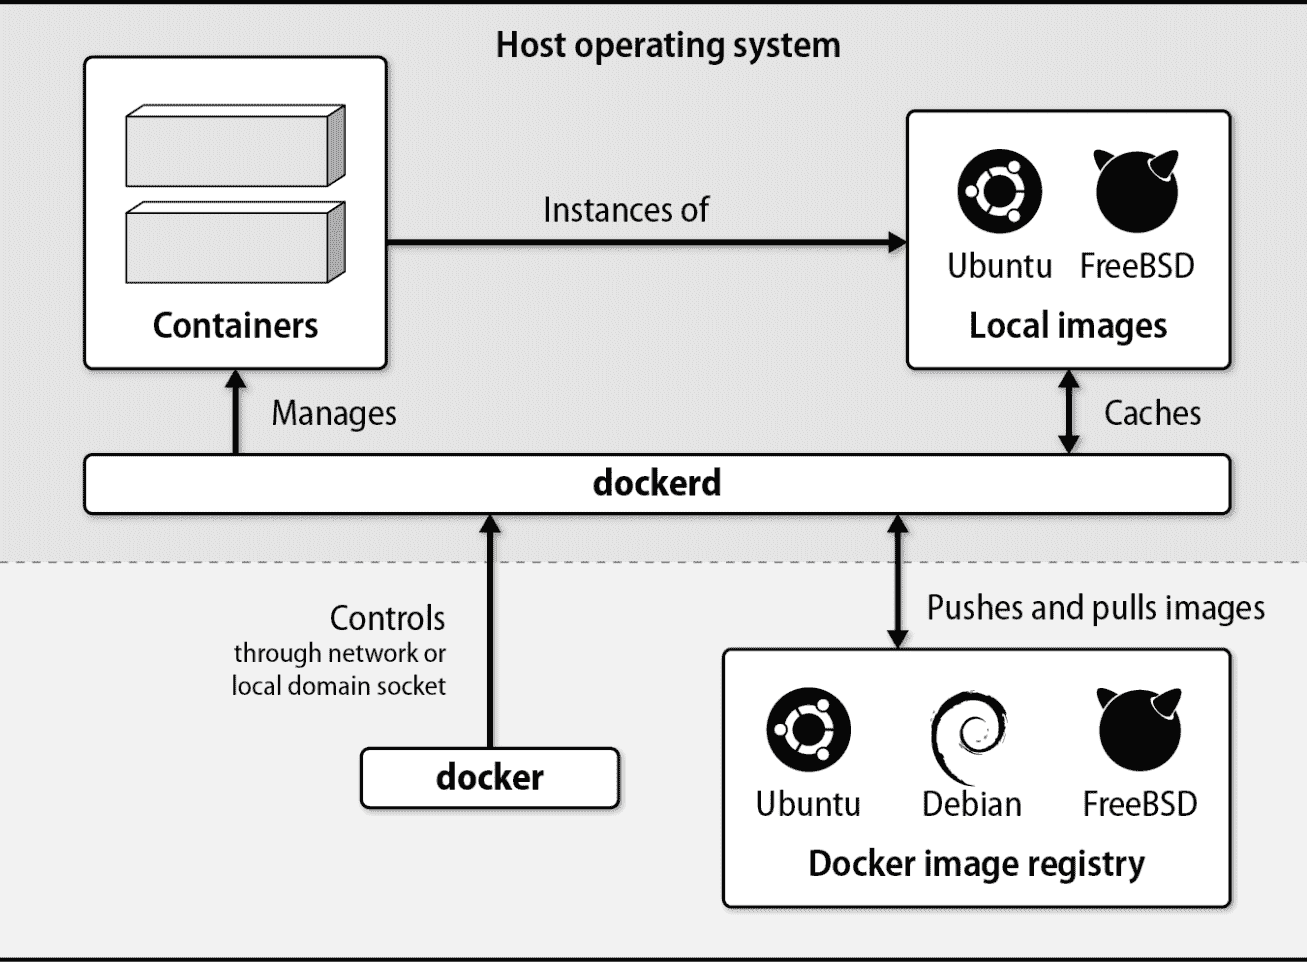 Host operating system
Instances of
Ubuntu FreeBSD
Containers
Local images
Manages
Caches
dockerd
Controls
through network or
local domain socket
Pushes and pulls images
docker
Ubuntu Debian FreeBSD
Docker image registry